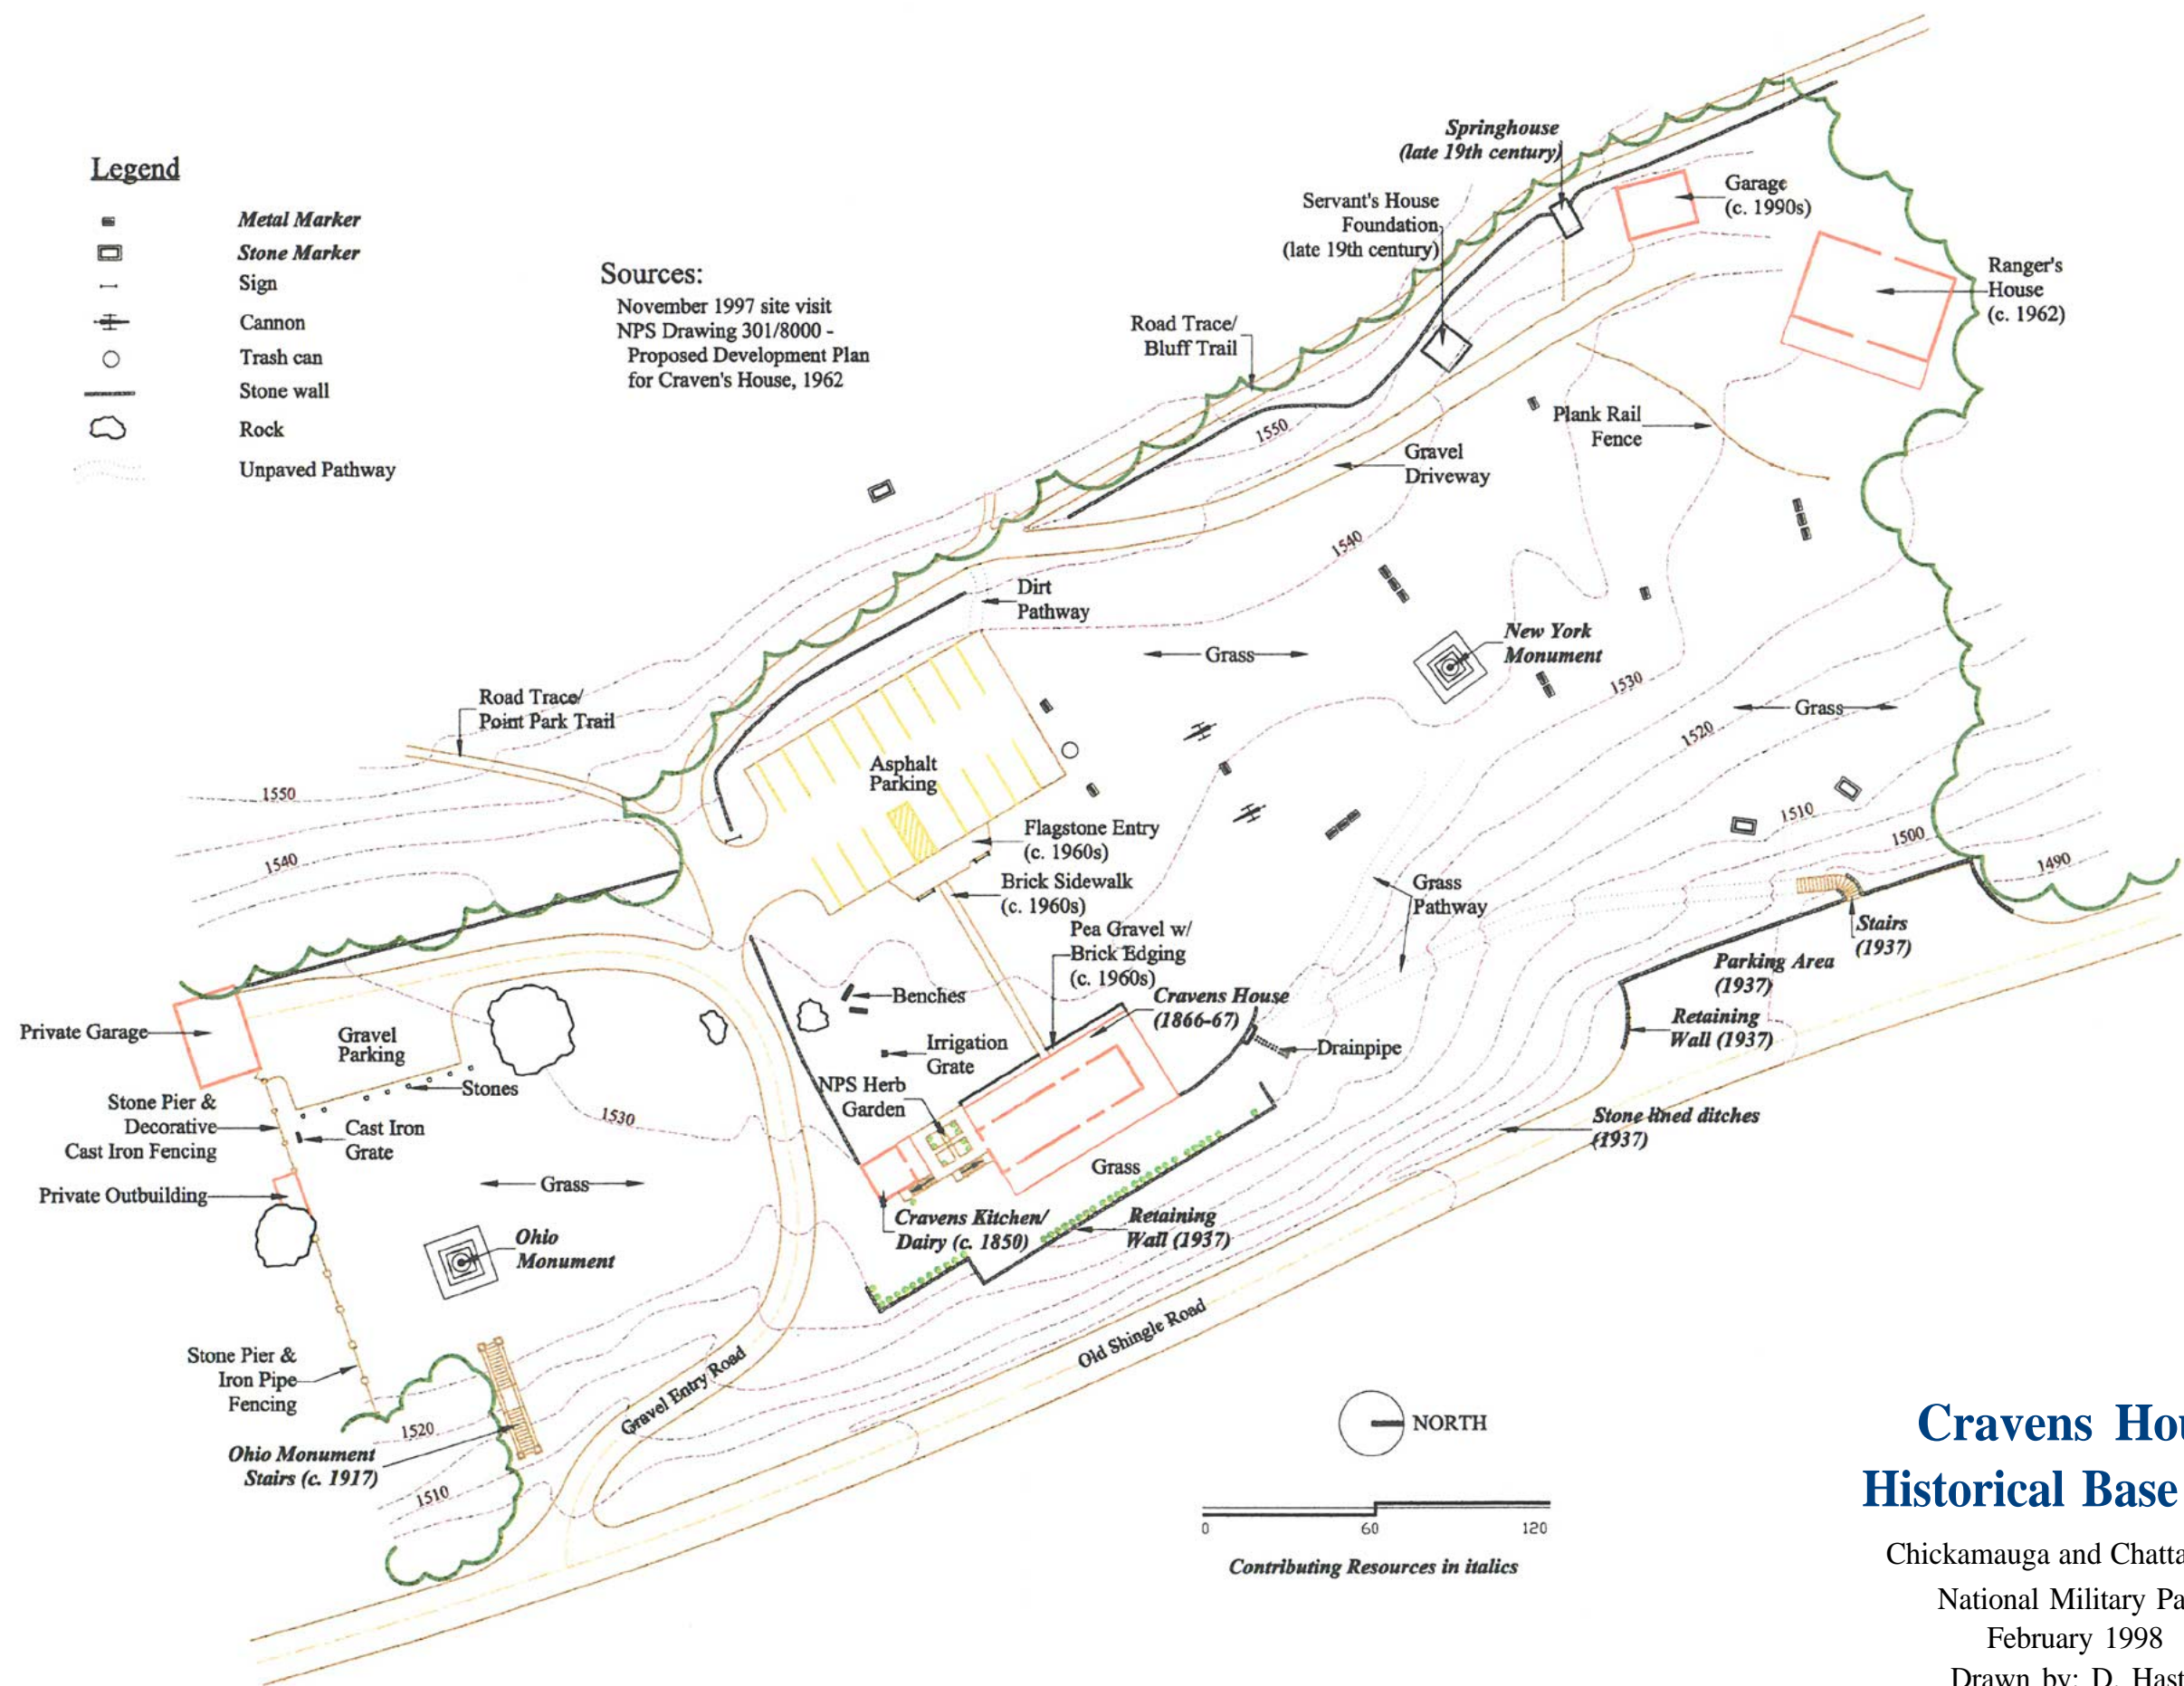 Legend
Metal Marker
Stone Marker
Sign
Cannon
Trash can
Stone wall
Rock
Unpaved Pathway
Sources:
November 1997 site visit
NPS Drawing 301/8000 -
Proposed Development Plan
for Craven's House, 1962
Springhouse
(late 19th century)
Servant's House
Foundation
(late 19th century)
Garage
(c. 1990s)
Ranger's
House
(c. 1962)
Road Trace/
Bluff Trail
Plank Rail
Fence
1550
Gravel
Driveway
1540
Dirt
Pathway
Grass
New York
Monument
1530
Grass
1520
Road Trace/
Point Park Trail
Asphalt
Parking
1550
1540
1510
1500
1490
Flagstone Entry
(c. 1960s)
Brick Sidewalk
(c. 1960s)
Grass
Pathway
Pea Gravel w/
Brick Edging
(c. 1960s)
Stairs
(1937)
Parking Area
(1937)
Retaining
Wall (1937)
Benches
Cravens House
(1866-67)
Private Garage
Gravel
Parking
Irrigation
Grate
Drainpipe
Stones
NPS Herb
Garden
Stone Pier &
Decorative
Cast Iron Fencing
Cast Iron
Grate
1530
Stone lined ditches
(1937)
Grass
Private Outbuilding
Grass
Ohio
Monument
Cravens Kitchen/
Dairy (c. 1850)
Retaining
Wall (1937)
Stone Pier &
Iron Pipe
Fencing
Gravel Entry Road
Old Shingle Road
1520
Ohio Monument
Stairs (c. 1917)
1510
NORTH
0 60 120
Contributing Resources in italics
Cravens Hou
Historical Base
Chickamauga and Chatta
National Military Pa
February 1998
Drawn by: D. Hast